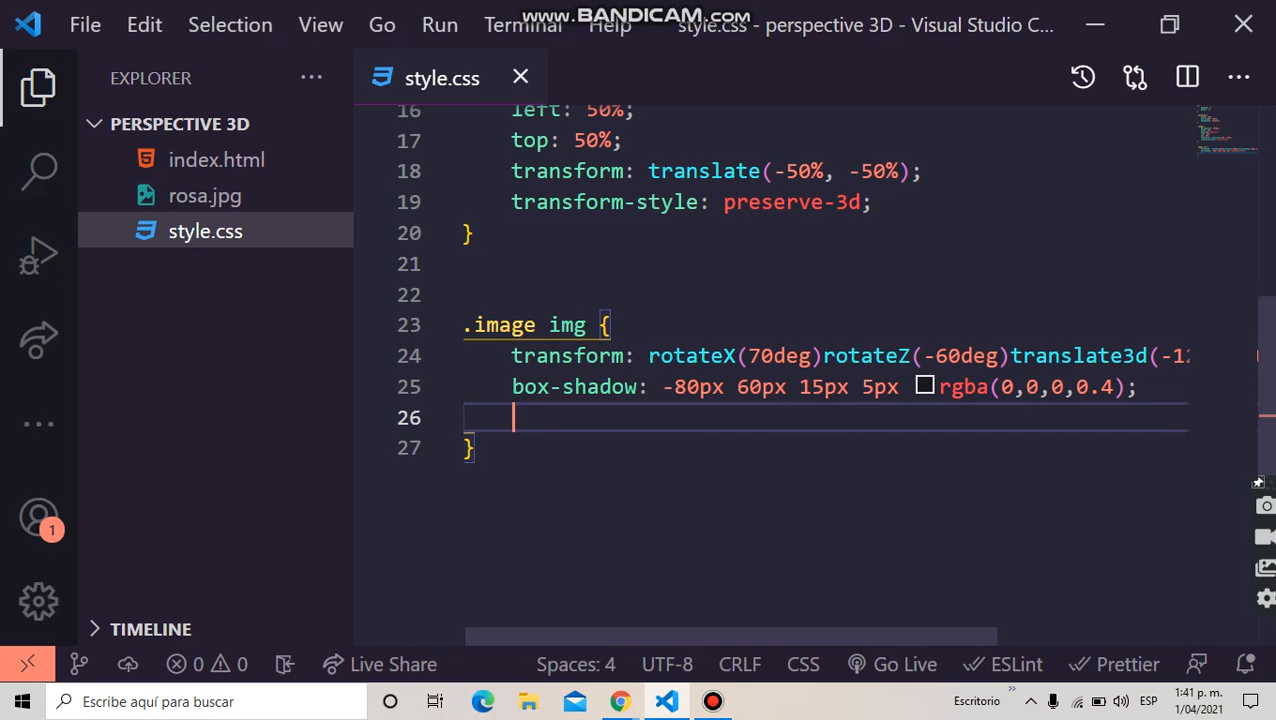 www.BANDICAM.com
File Edit Selection View Go Run Terminal Help style.css - perspective 3D - Visual Studio C...
EXPLORER
style.css
PERSPECTIVE 3D
index.html
rosa.jpg
style.css
16 left: 50%;
17 top: 50%;
18 transform: translate(-50%, -50%);
19 transform-style: preserve-3d;
20 }
21
22
23 .image img {
24 transform: rotateX(70deg)rotateZ(-60deg)translate3d(-12
25 box-shadow: -80px 60px 15px 5px rgba(0,0,0,0.4);
26
27 }
1
TIMELINE
0 0 Live Share Spaces: 4 UTF-8 CRLF CSS Go Live ESLint Prettier
Escribe aquí para buscar
Escritorio
ESP
1:41 p. m.
1/04/2021